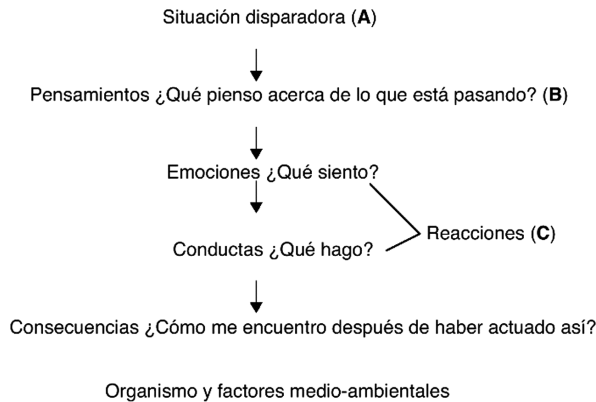 Situación disparadora (A)
Pensamientos ¿Qué pienso acerca de lo que está pasando? (B)
Emociones ¿Qué siento?
Reacciones (C)
Conductas ¿Qué hago?
Consecuencias ¿Cómo me encuentro después de haber actuado así?
Organismo y factores medio-ambientales